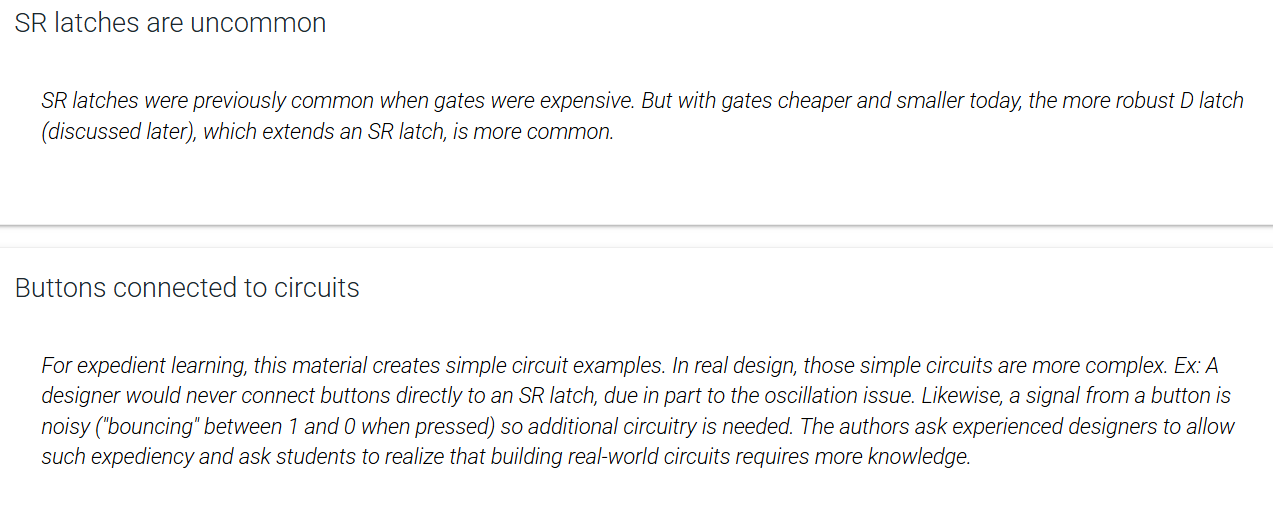 SR latches are uncommon
SR latches were previously common when gates were expensive. But with gates cheaper and smaller today, the more robust D latch
(discussed later), which extends an SR latch, is more common.
Buttons connected to circuits
For expedient learning, this material creates simple circuit examples. In real design, those simple circuits are more complex. Ex: A
designer would never connect buttons directly to an SR latch, due in part to the oscillation issue. Likewise, a signal from a button is
noisy ("bouncing" between 1 and 0 when pressed) so additional circuitry is needed. The authors ask experienced designers to allow
such expediency and ask students to realize that building real-world circuits requires more knowledge.